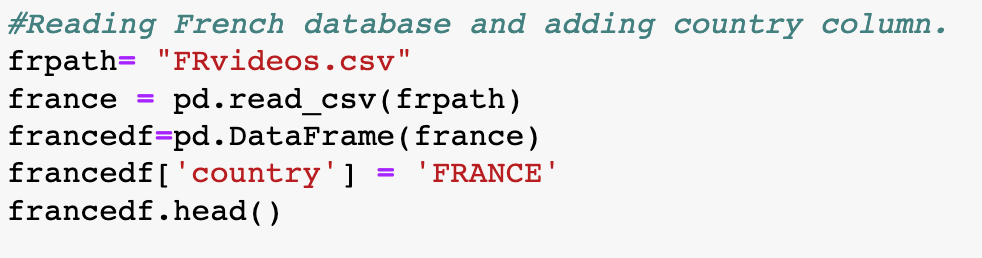 #Reading French database and adding country column.
frpath= "FRvideos.csv"
france = pd.read_csv(frpath)
francedf=pd.DataFrame(france)
francedf['country'] = 'FRANCE'
francedf.head()